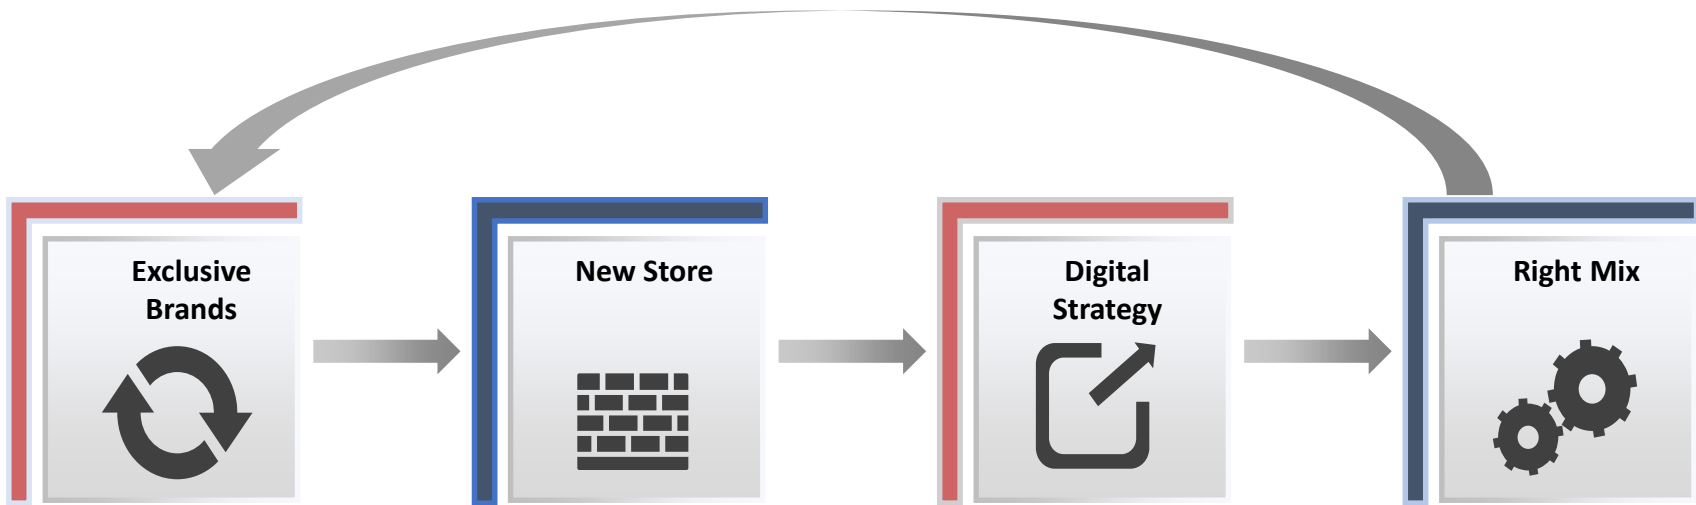 Exclusive
Brands
New Store
Digital
Strategy
Right Mix